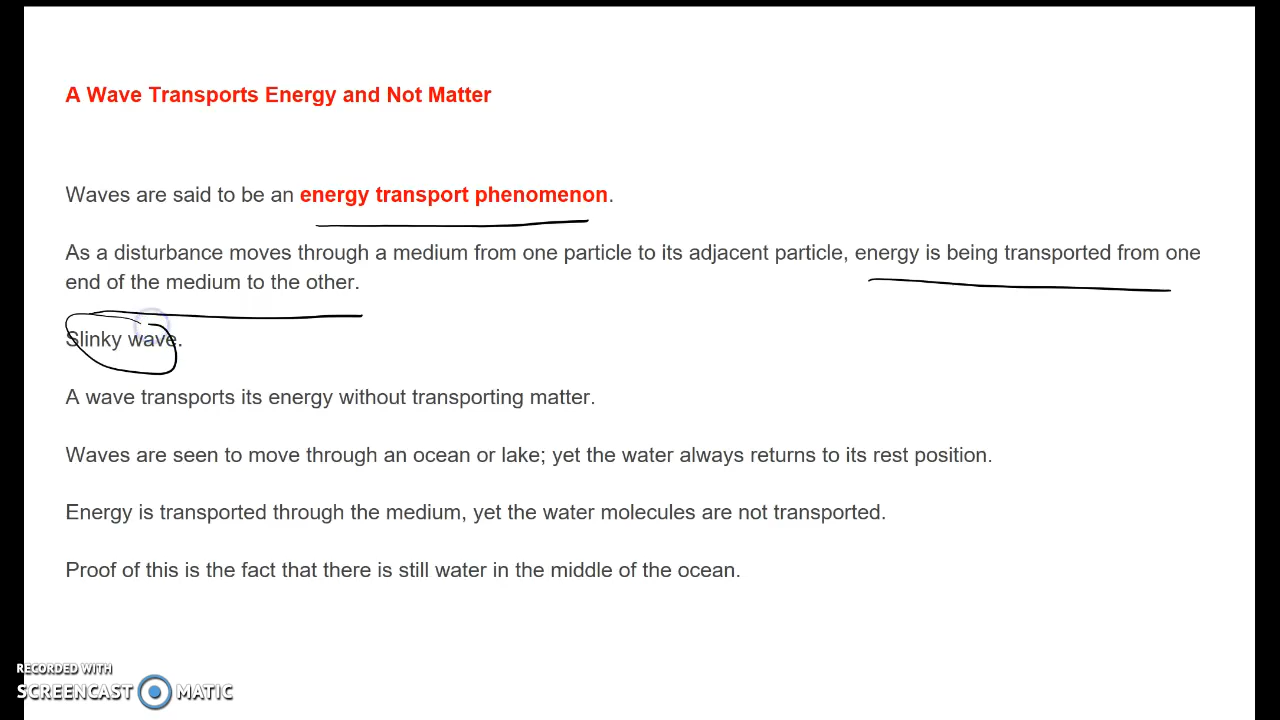 A Wave Transports Energy and Not Matter
Waves are said to be an energy transport phenomenon.
As a disturbance moves through a medium from one particle to its adjacent particle, energy is being transported from one
end of the medium to the other.
Slinky wave.
A wave transports its energy without transporting matter.
Waves are seen to move through an ocean or lake; yet the water always returns to its rest position.
Energy is transported through the medium, yet the water molecules are not transported.
Proof of this is the fact that there is still water in the middle of the ocean.
RECORDED WITH
SCREENCAST MATIC